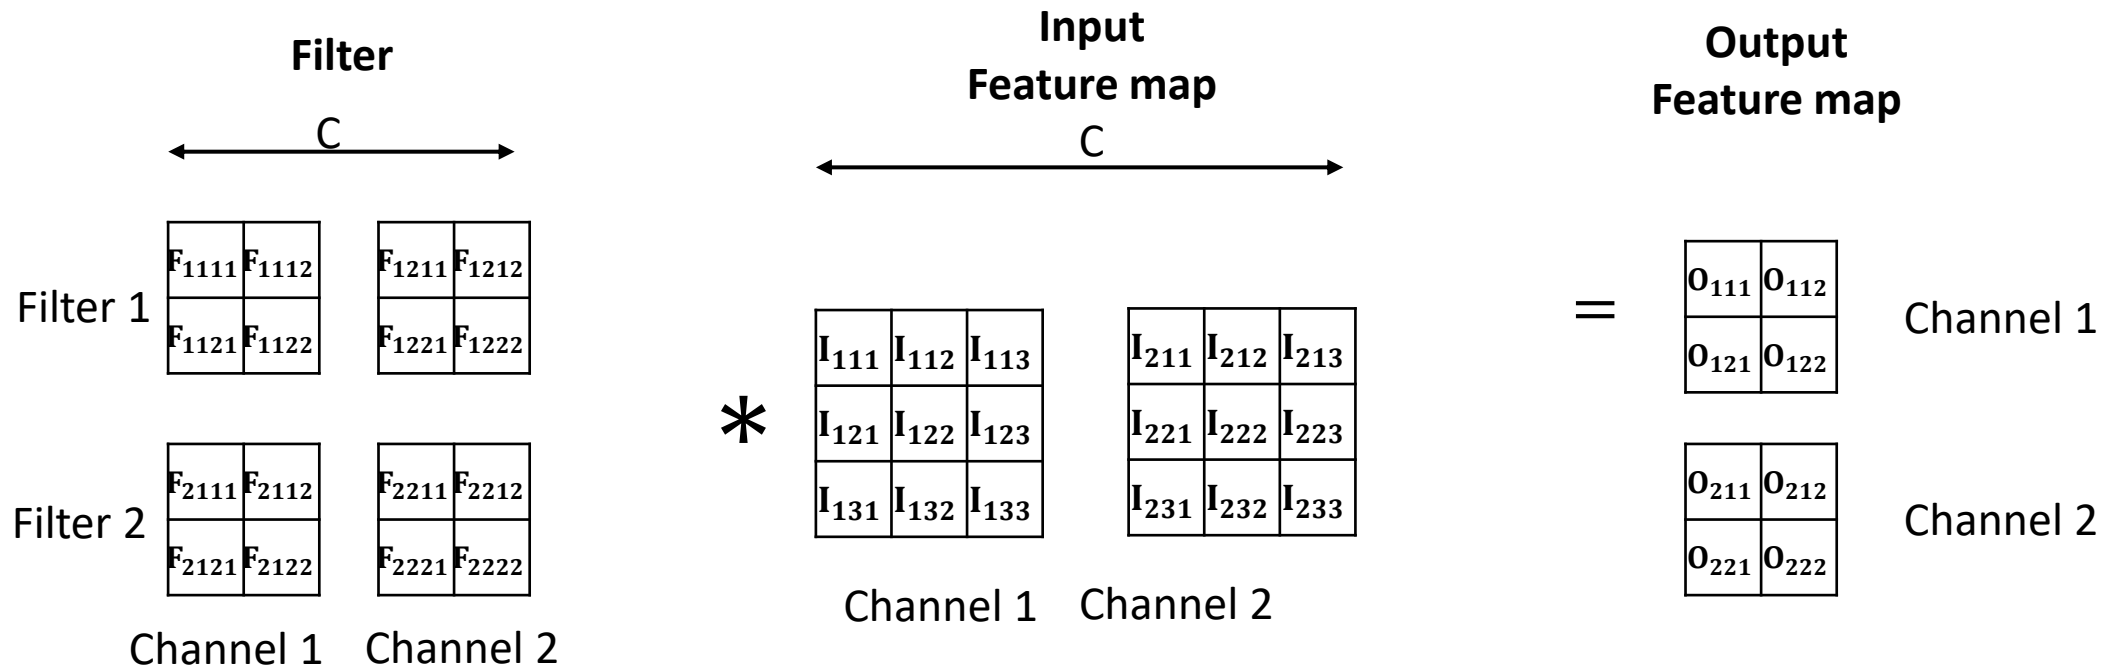 Filter
Input
Feature map
Output
Feature map
C
C
Filter 1
F1111 F1112
F1121 F1122
F1211 F1212
F1221 F1222
Filter 2
F2111 F2112
F2121 F2122
F2211 F2212
F2221 F2222
Channel 1 Channel 2
*
I111 I112 I113
I121 I122 I123
I131 I132 I133
I211 I212 I213
I221 I222 I223
I231 I232 I233
Channel 1 Channel 2
=
O111 O112
O121 O122
Channel 1
O211 O212
O221 O222
Channel 2